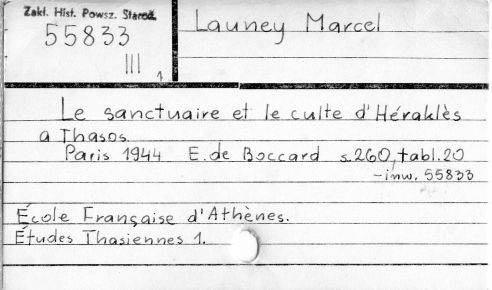 Zakł. Hist. Powsz. Staroż.
55833
III 1
Launey Marcel
Le sanctuaire et le culte d'Héraklès
a Thasos.
Paris 1944 E. de Boccard s.260, tabl.20
-inw. 55833
École Française d'Athènes.
Études Thasiennes 1.